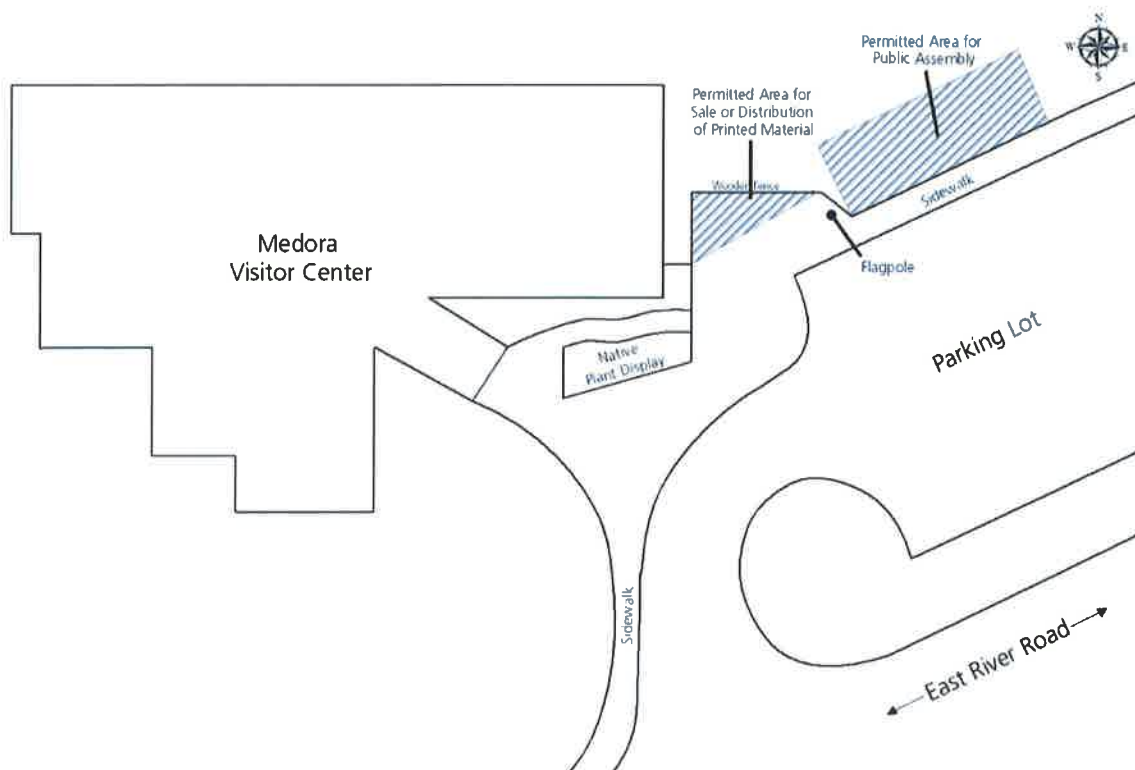 N
W E
S
Permitted Area for
Public Assembly
Permitted Area for
Sale or Distribution
of Printed Material
Wooden Fence
Sidewalk
Medora
Visitor Center
Flagpole
Native
Plant Display
Parking Lot
Sidewalk
East River Road